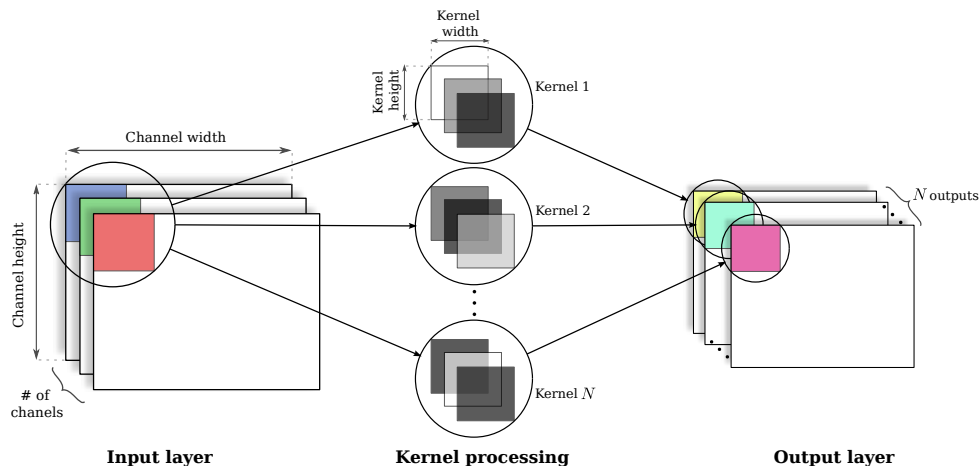 Kernel
width
Kernel
height
Kernel 1
Channel width
Channel height
Kernel 2
N outputs
# of
chanels
Kernel N
Input layer
Kernel processing
Output layer